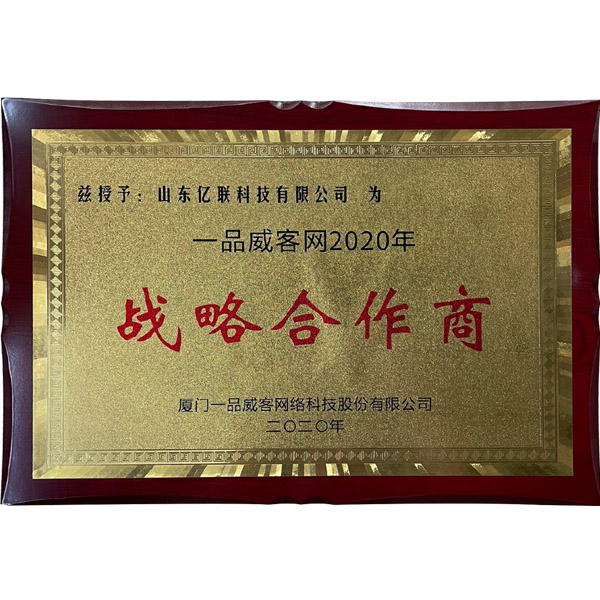 兹授予：山东亿联科技有限公司 为
一品威客网2020年
战略合作商
厦门一品威客网络科技股份有限公司
二〇二〇年